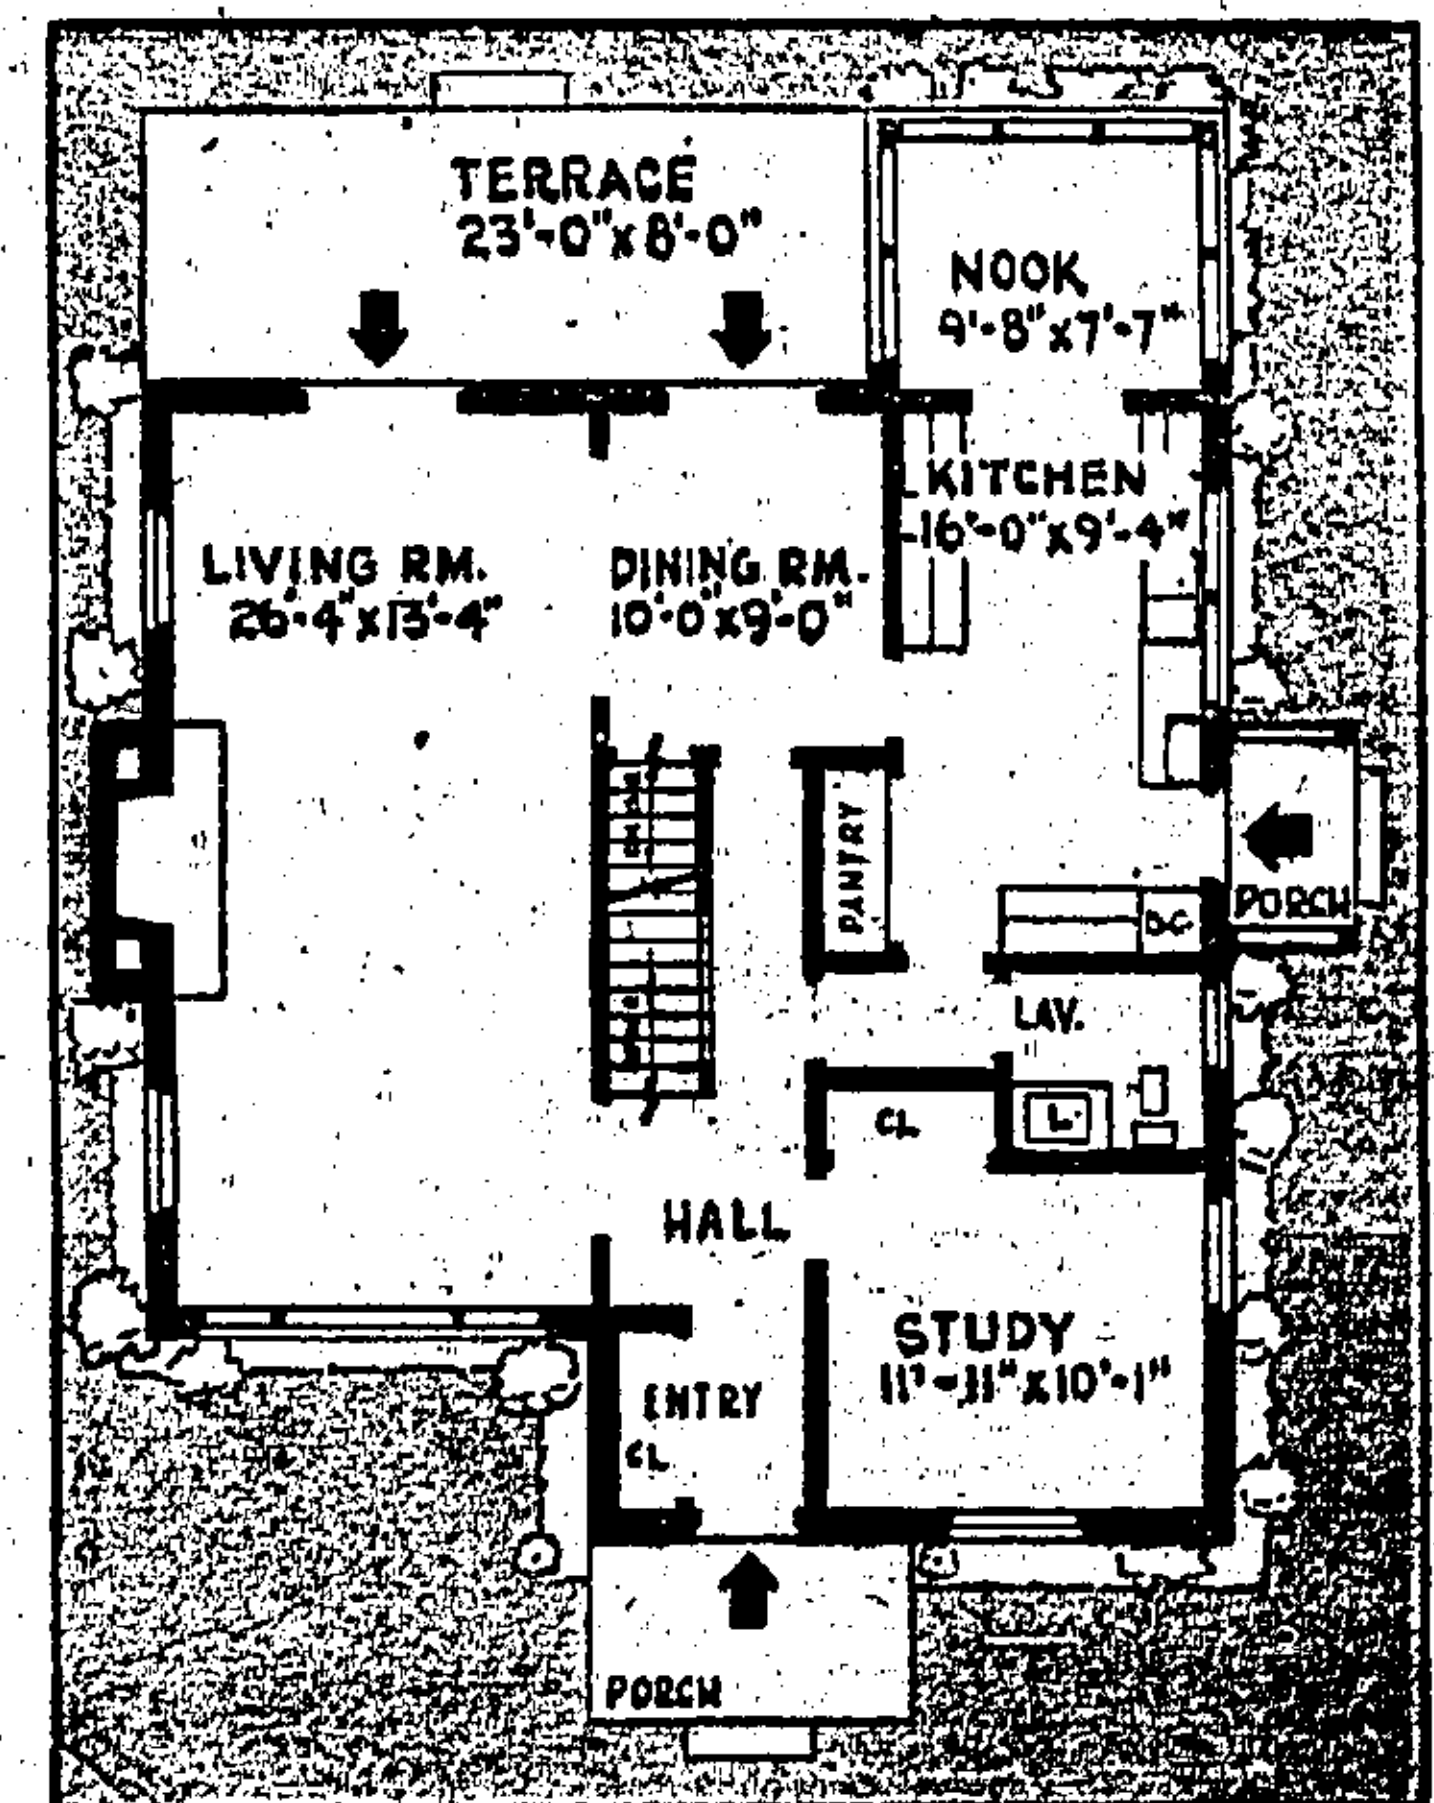 TERRACE
23'-0"x8'-0"
NOOK
9'-8"x7'-7"
KITCHEN
16'-0"x9'-4"
LIVING RM.
26'-4"x13'-4"
DINING RM.
10'-0"x9'-0"
PANTRY
PORCH
LAV.
CL
L.
HALL
STUDY
11'-11"x10'-1"
ENTRY
CL
PORCH